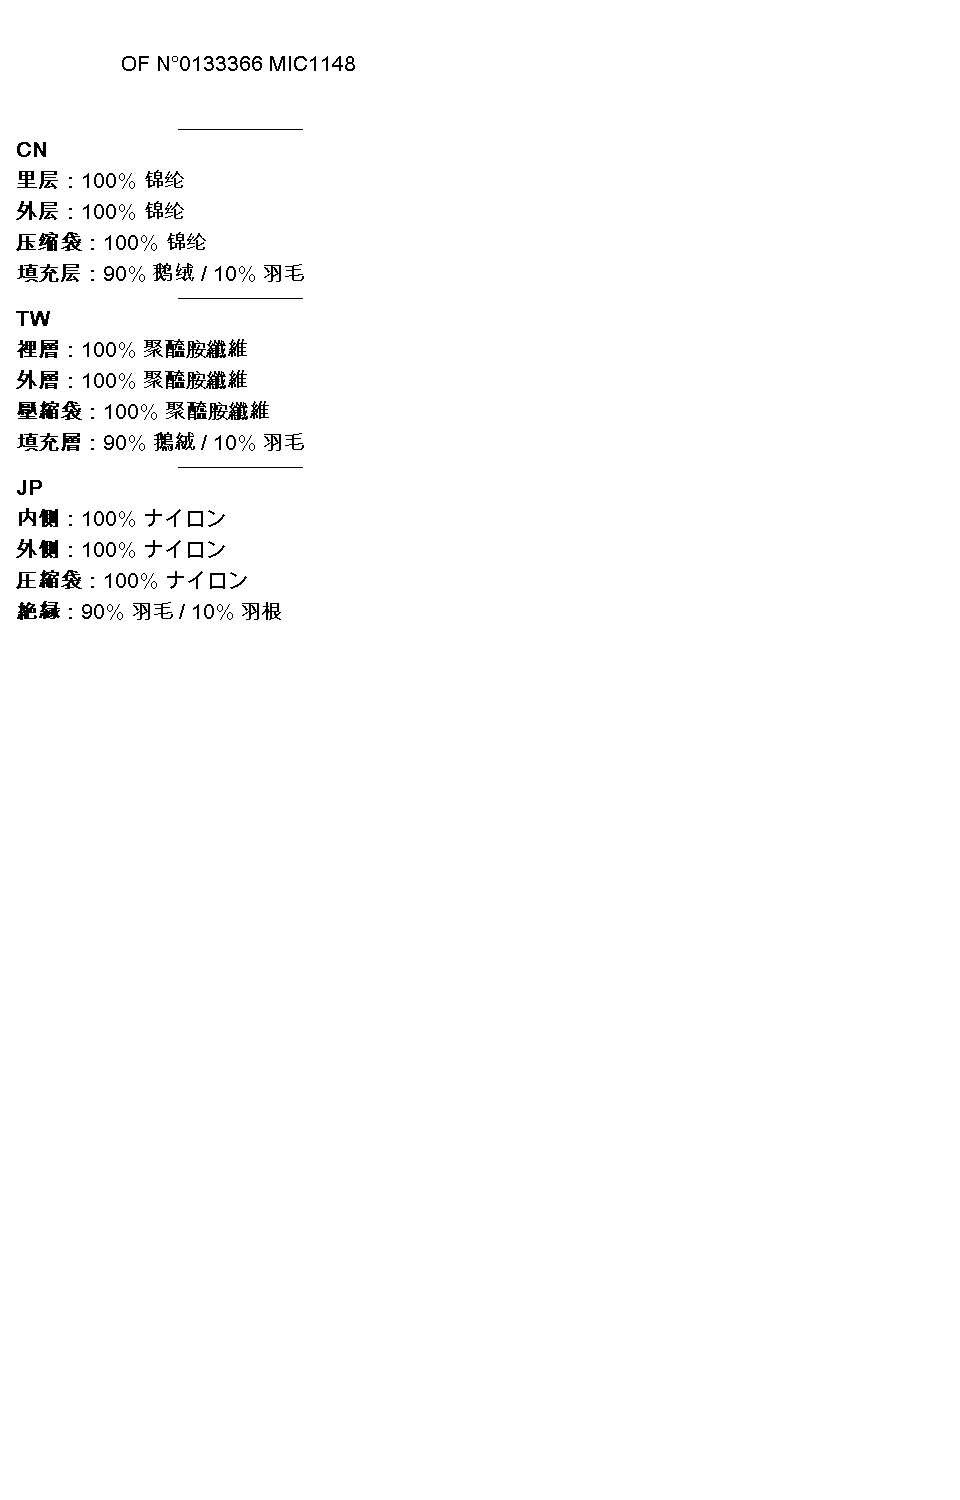 OF N°0133366 MIC1148
CN
里层 : 100% 锦纶
外层 : 100% 锦纶
压缩袋 : 100% 锦纶
填充层 : 90% 鹅绒 / 10% 羽毛
TW
裡層 : 100% 聚醯胺纖維
外層 : 100% 聚醯胺纖維
壓縮袋 : 100% 聚醯胺纖維
填充層 : 90% 鵝絨 / 10% 羽毛
JP
内側 : 100% ナイロン
外側 : 100% ナイロン
圧縮袋 : 100% ナイロン
絶縁 : 90% 羽毛 / 10% 羽根